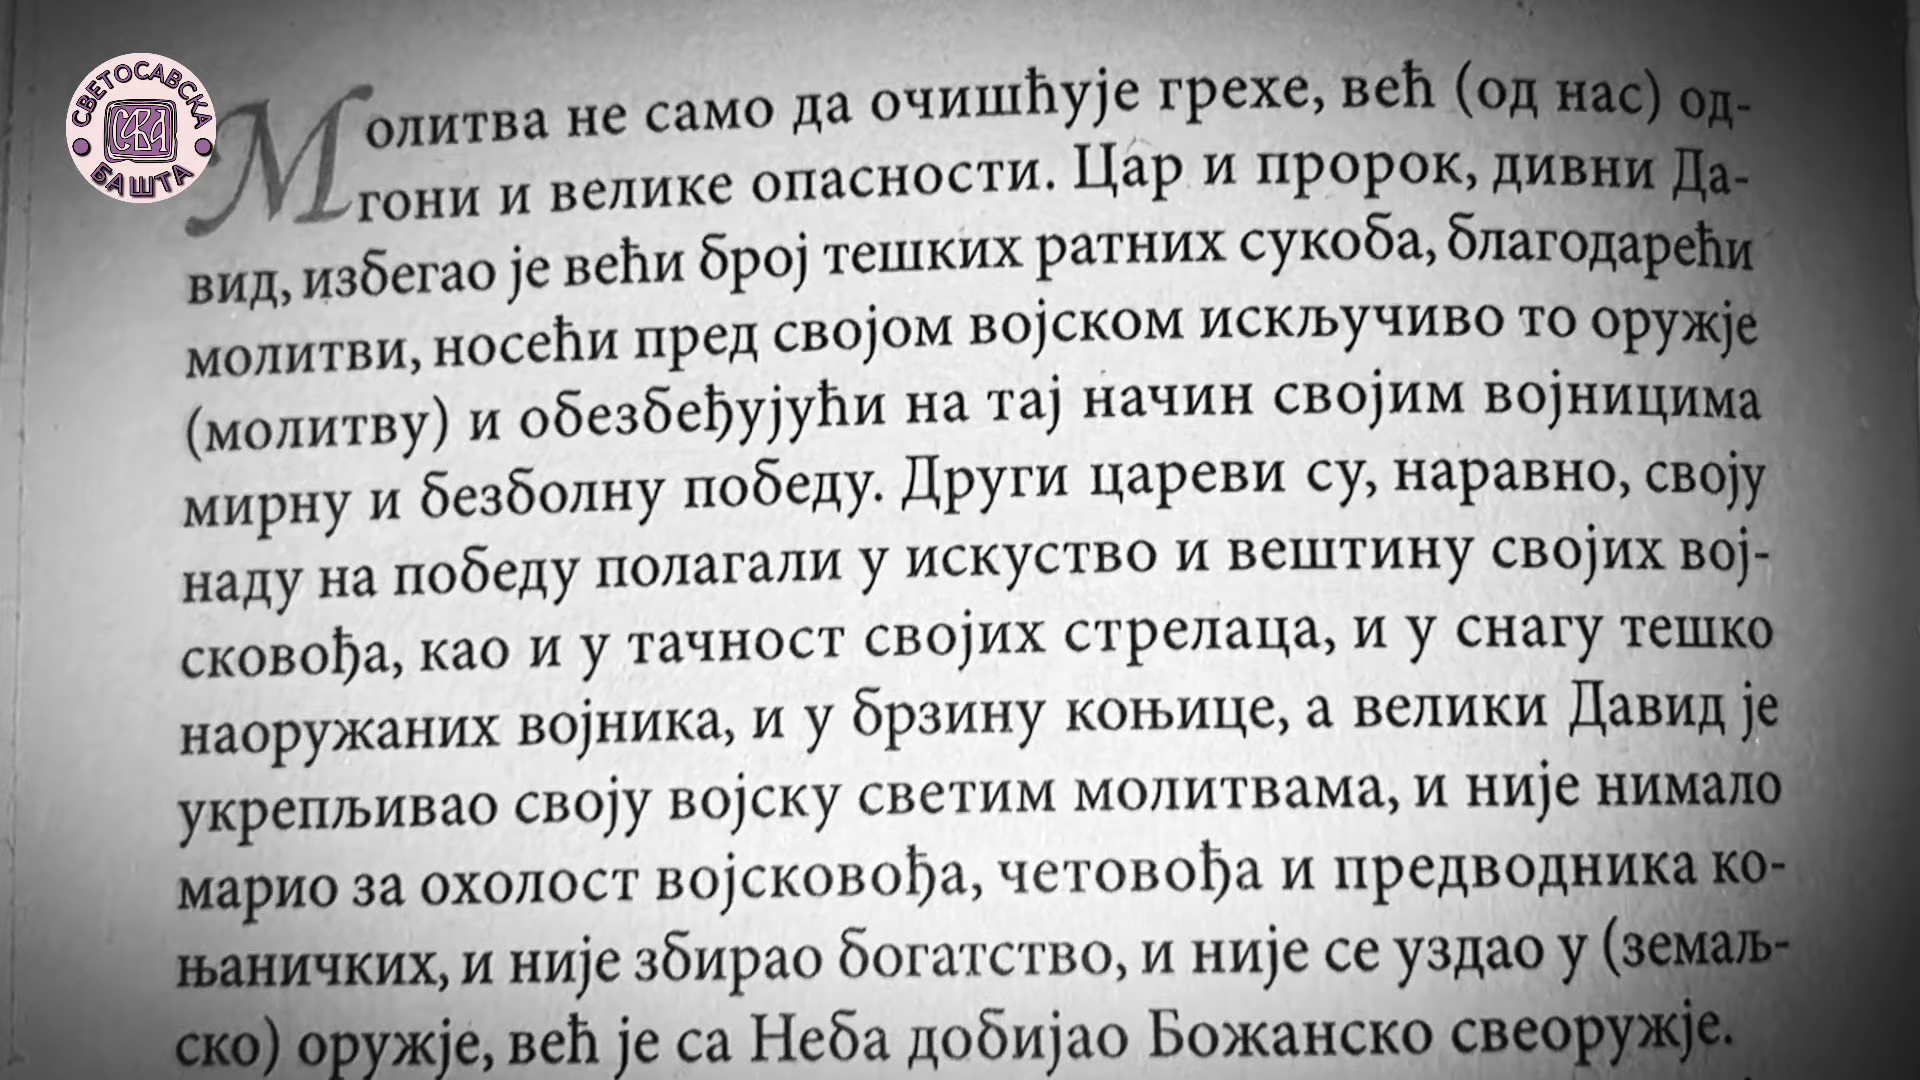 СВЕТОСАВСКА
БАШТА
Молитва не само да очишћује грехе, већ (од нас) од-
гони и велике опасности. Цар и пророк, дивни Да-
вид, избегао је већи број тешких ратних сукоба, благодарећи
молитви, носећи пред својом војском искључиво то оружје
(молитву) и обезбеђујући на тај начин својим војницима
мирну и безболну победу. Други цареви су, наравно, своју
наду на победу полагали у искуство и вештину својих вој-
сковођа, као и у тачност својих стрелаца, и у снагу тешко
наоружаних војника, и у брзину коњице, а велики Давид је
укрепљивао своју војску светим молитвама, и није нимало
марио за охолост војсковођа, четовођа и предводника ко-
њаничких, и није збирао богатство, и није се уздао у (земаљ-
ско) оружје, већ је са Неба добијао Божанско свеоружје.